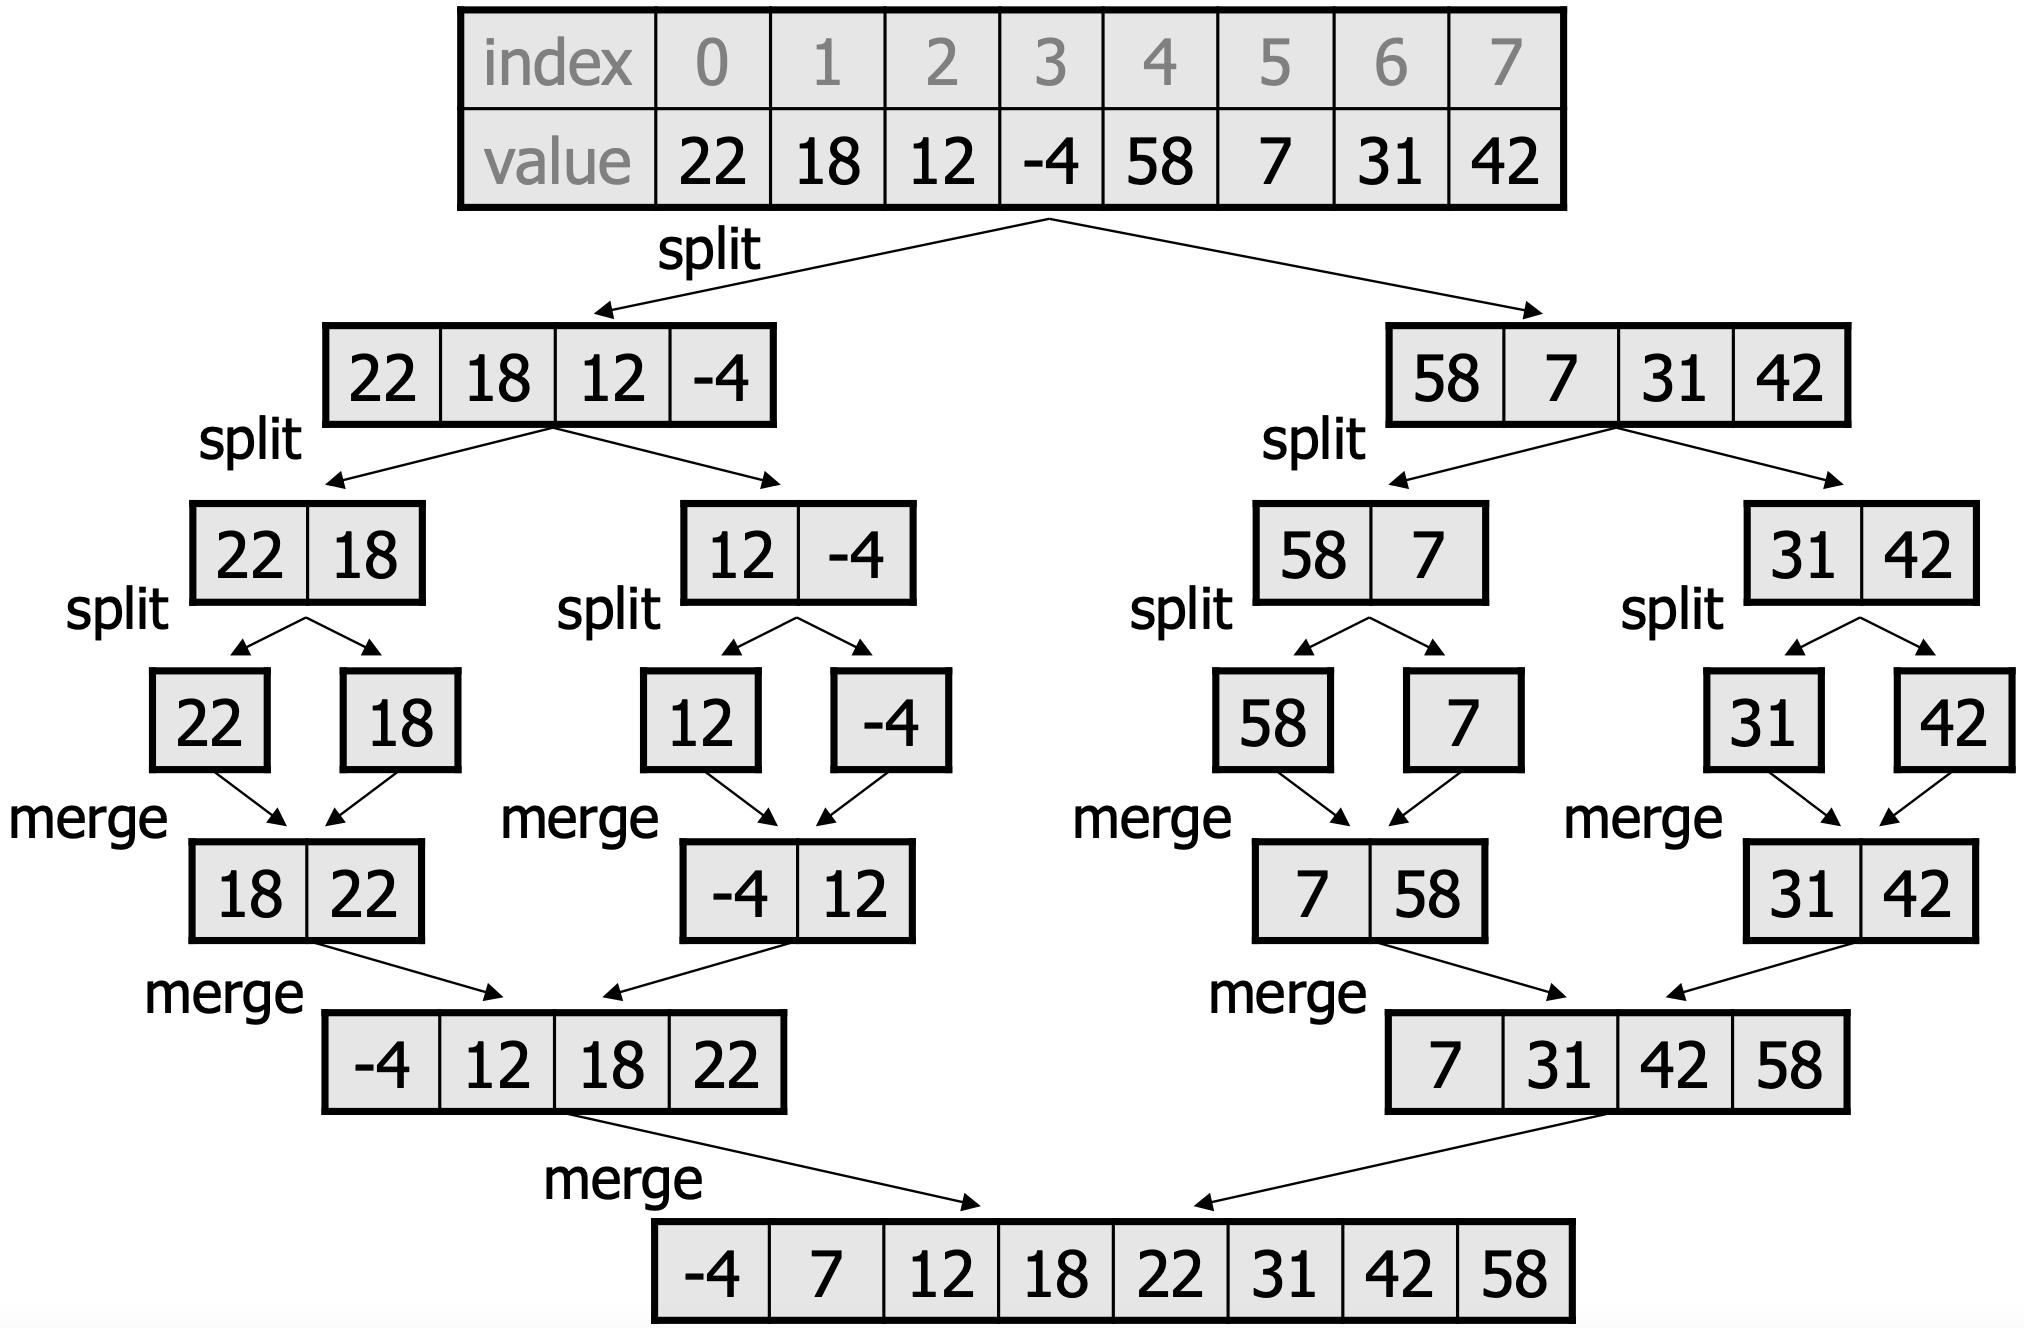 index 0 1 2 3 4 5 6 7
value 22 18 12 -4 58 7 31 42
split
22 18 12 -4 58 7 31 42
split split
22 18 12 -4 58 7 31 42
split split split split
22 18 12 -4 58 7 31 42
merge merge merge merge
18 22 -4 12 7 58 31 42
merge merge
-4 12 18 22 7 31 42 58
merge
-4 7 12 18 22 31 42 58